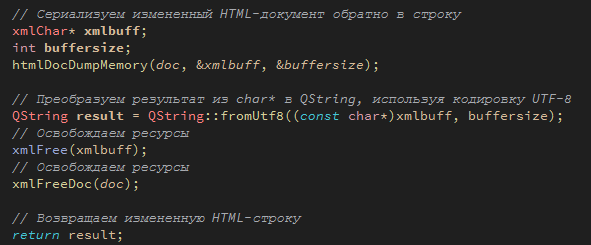 // Сериализуем измененный HTML-документ обратно в строку
xmlChar* xmlbuff;
int buffersize;
htmlDocDumpMemory(doc, &xmlbuff, &buffersize);
// Преобразуем результат из char* в QString, используя кодировку UTF-8
QString result = QString::fromUtf8((const char*)xmlbuff, buffersize);
// Освобождаем ресурсы
xmlFree(xmlbuff);
// Освобождаем ресурсы
xmlFreeDoc(doc);
// Возвращаем измененную HTML-строку
return result;